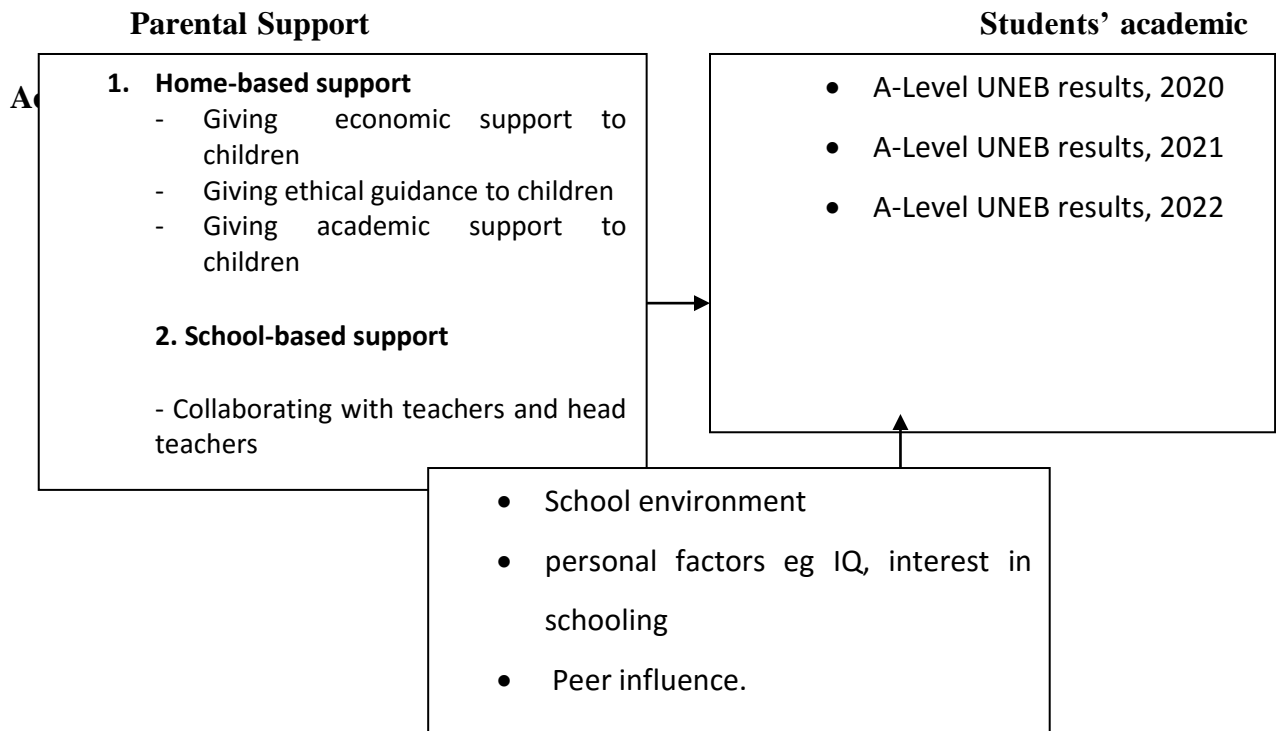 Parental Support
Students’ academic
1. Home-based support
- Giving economic support to
children
- Giving ethical guidance to children
- Giving academic support to
children
2. School-based support
- Collaborating with teachers and head
teachers
• A-Level UNEB results, 2020
• A-Level UNEB results, 2021
• A-Level UNEB results, 2022
• School environment
• personal factors eg IQ, interest in
schooling
• Peer influence.